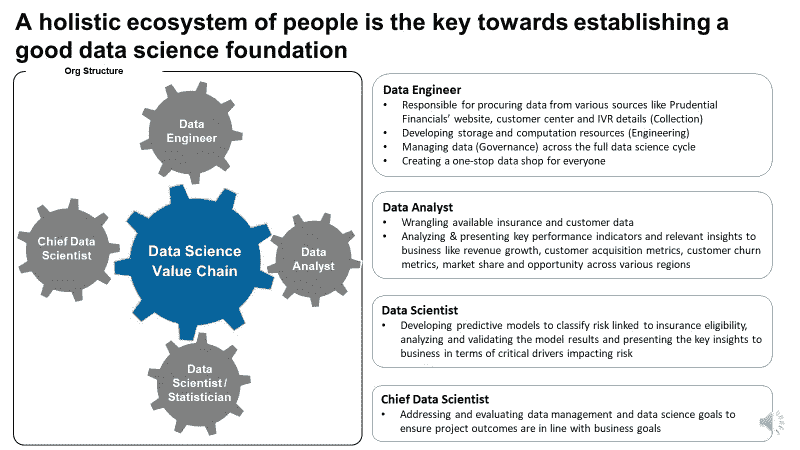 A holistic ecosystem of people is the key towards establishing a
good data science foundation
Org Structure
Data
Engineer
Chief Data
Scientist
Data Science
Value Chain
Data
Analyst
Data
Scientist/
Statistician
Data Engineer
• Responsible for procuring data from various sources like Prudential
Financials' website, customer center and IVR details (Collection)
• Developing storage and computation resources (Engineering)
• Managing data (Governance) across the full data science cycle
• Creating a one-stop data shop for everyone
Data Analyst
• Wrangling available insurance and customer data
• Analyzing & presenting key performance indicators and relevant insights to
business like revenue growth, customer acquisition metrics, customer churn
metrics, market share and opportunity across various regions
Data Scientist
• Developing predictive models to classify risk linked to insurance eligibility,
analyzing and validating the model results and presenting the key insights to
business in terms of critical drivers impacting risk
Chief Data Scientist
• Addressing and evaluating data management and data science goals to
ensure project outcomes are in line with business goals